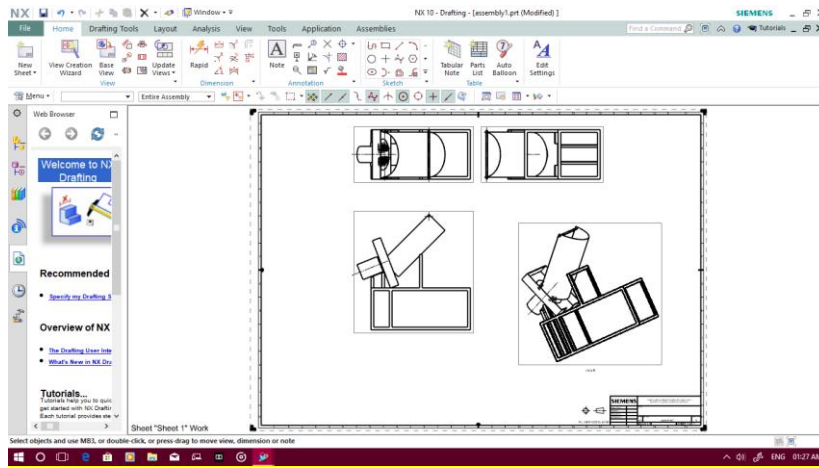 NX Window NX 10 - Drafting - [assembly1.prt (Modified) ] SIEMENS
File Home Drafting Tools Layout Analysis View Tools Application Assemblies Find a Command Tutorials
New Sheet View Creation Wizard Base View Update Views Rapid Note Tabular Note Parts List Auto Balloon Edit Settings
View Dimension Annotation Sketch Table
Menu Entire Assembly
Web Browser
Welcome to NX
Drafting
Recommended
Specify my Drafting S
Overview of NX
The Drafting User Inte
What's New in NX Dra
Tutorials...
Tutorials help you to quic
get started with NX Draftin
Each tutorial provides ste
Sheet "Sheet 1" Work
SIEMENS
Select objects and use MB3, or double-click, or press-drag to move view, dimension or note
ENG 01:27 AM